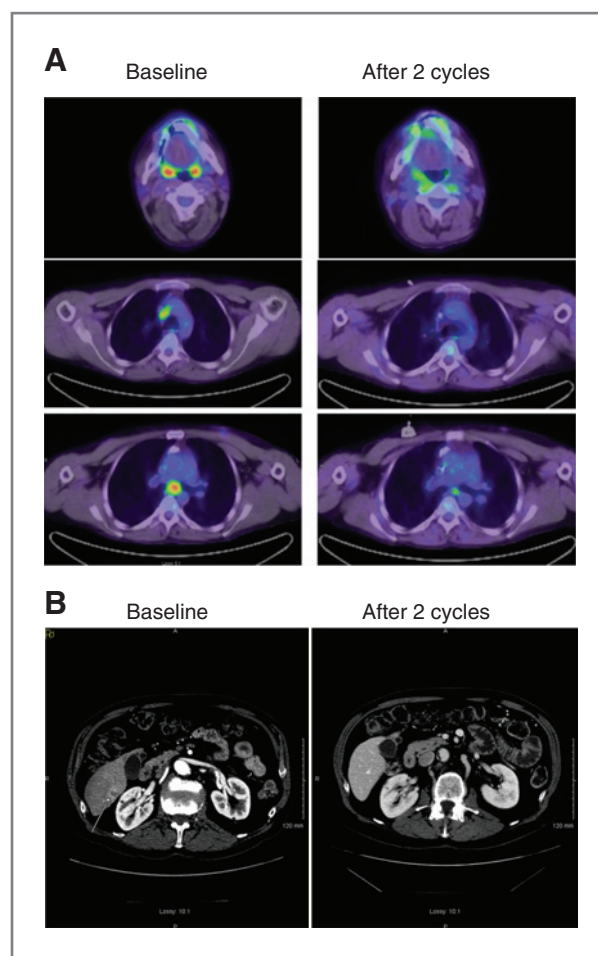 A
Baseline After 2 cycles
B
Baseline After 2 cycles
A A
120 mm 120 mm
Lossy: 10:1 Lossy: 10:1